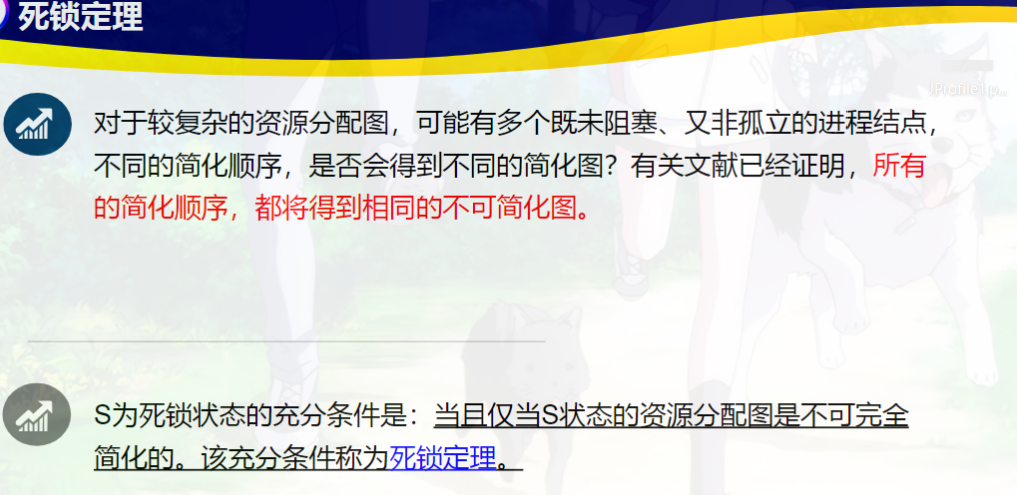 死锁定理
对于较复杂的资源分配图，可能有多个既未阻塞、又非孤立的进程结点，
不同的简化顺序，是否会得到不同的简化图？有关文献已经证明，所有
的简化顺序，都将得到相同的不可简化图。
S为死锁状态的充分条件是：当且仅当S状态的资源分配图是不可完全
简化的。该充分条件称为死锁定理。